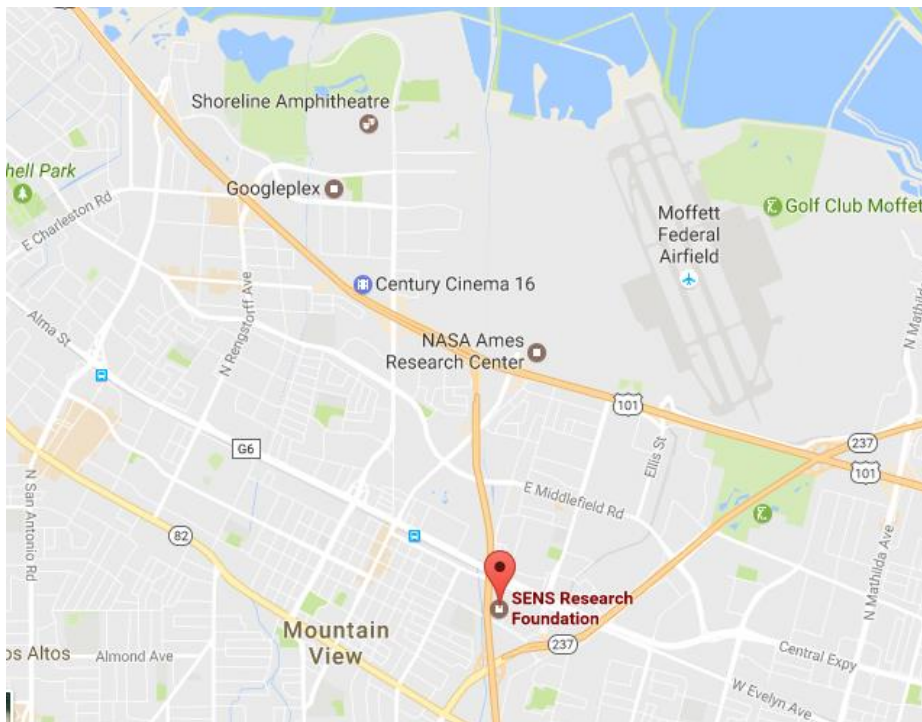 Shoreline Amphitheatre
hell Park
Googleplex
E Charleston Rd
Golf Club Moffet
Moffett
Federal
Airfield
Century Cinema 16
N Rengstorff Ave
Alma St
N Mathild
NASA Ames
Research Center
101
237
101
G6
Ellis St
E Middlefield Rd
N San Antonio Rd
82
N Mathilda Ave
SENS Research
Foundation
Mountain
View
237
os Altos
Almond Ave
Central Expy
W Evelyn Ave